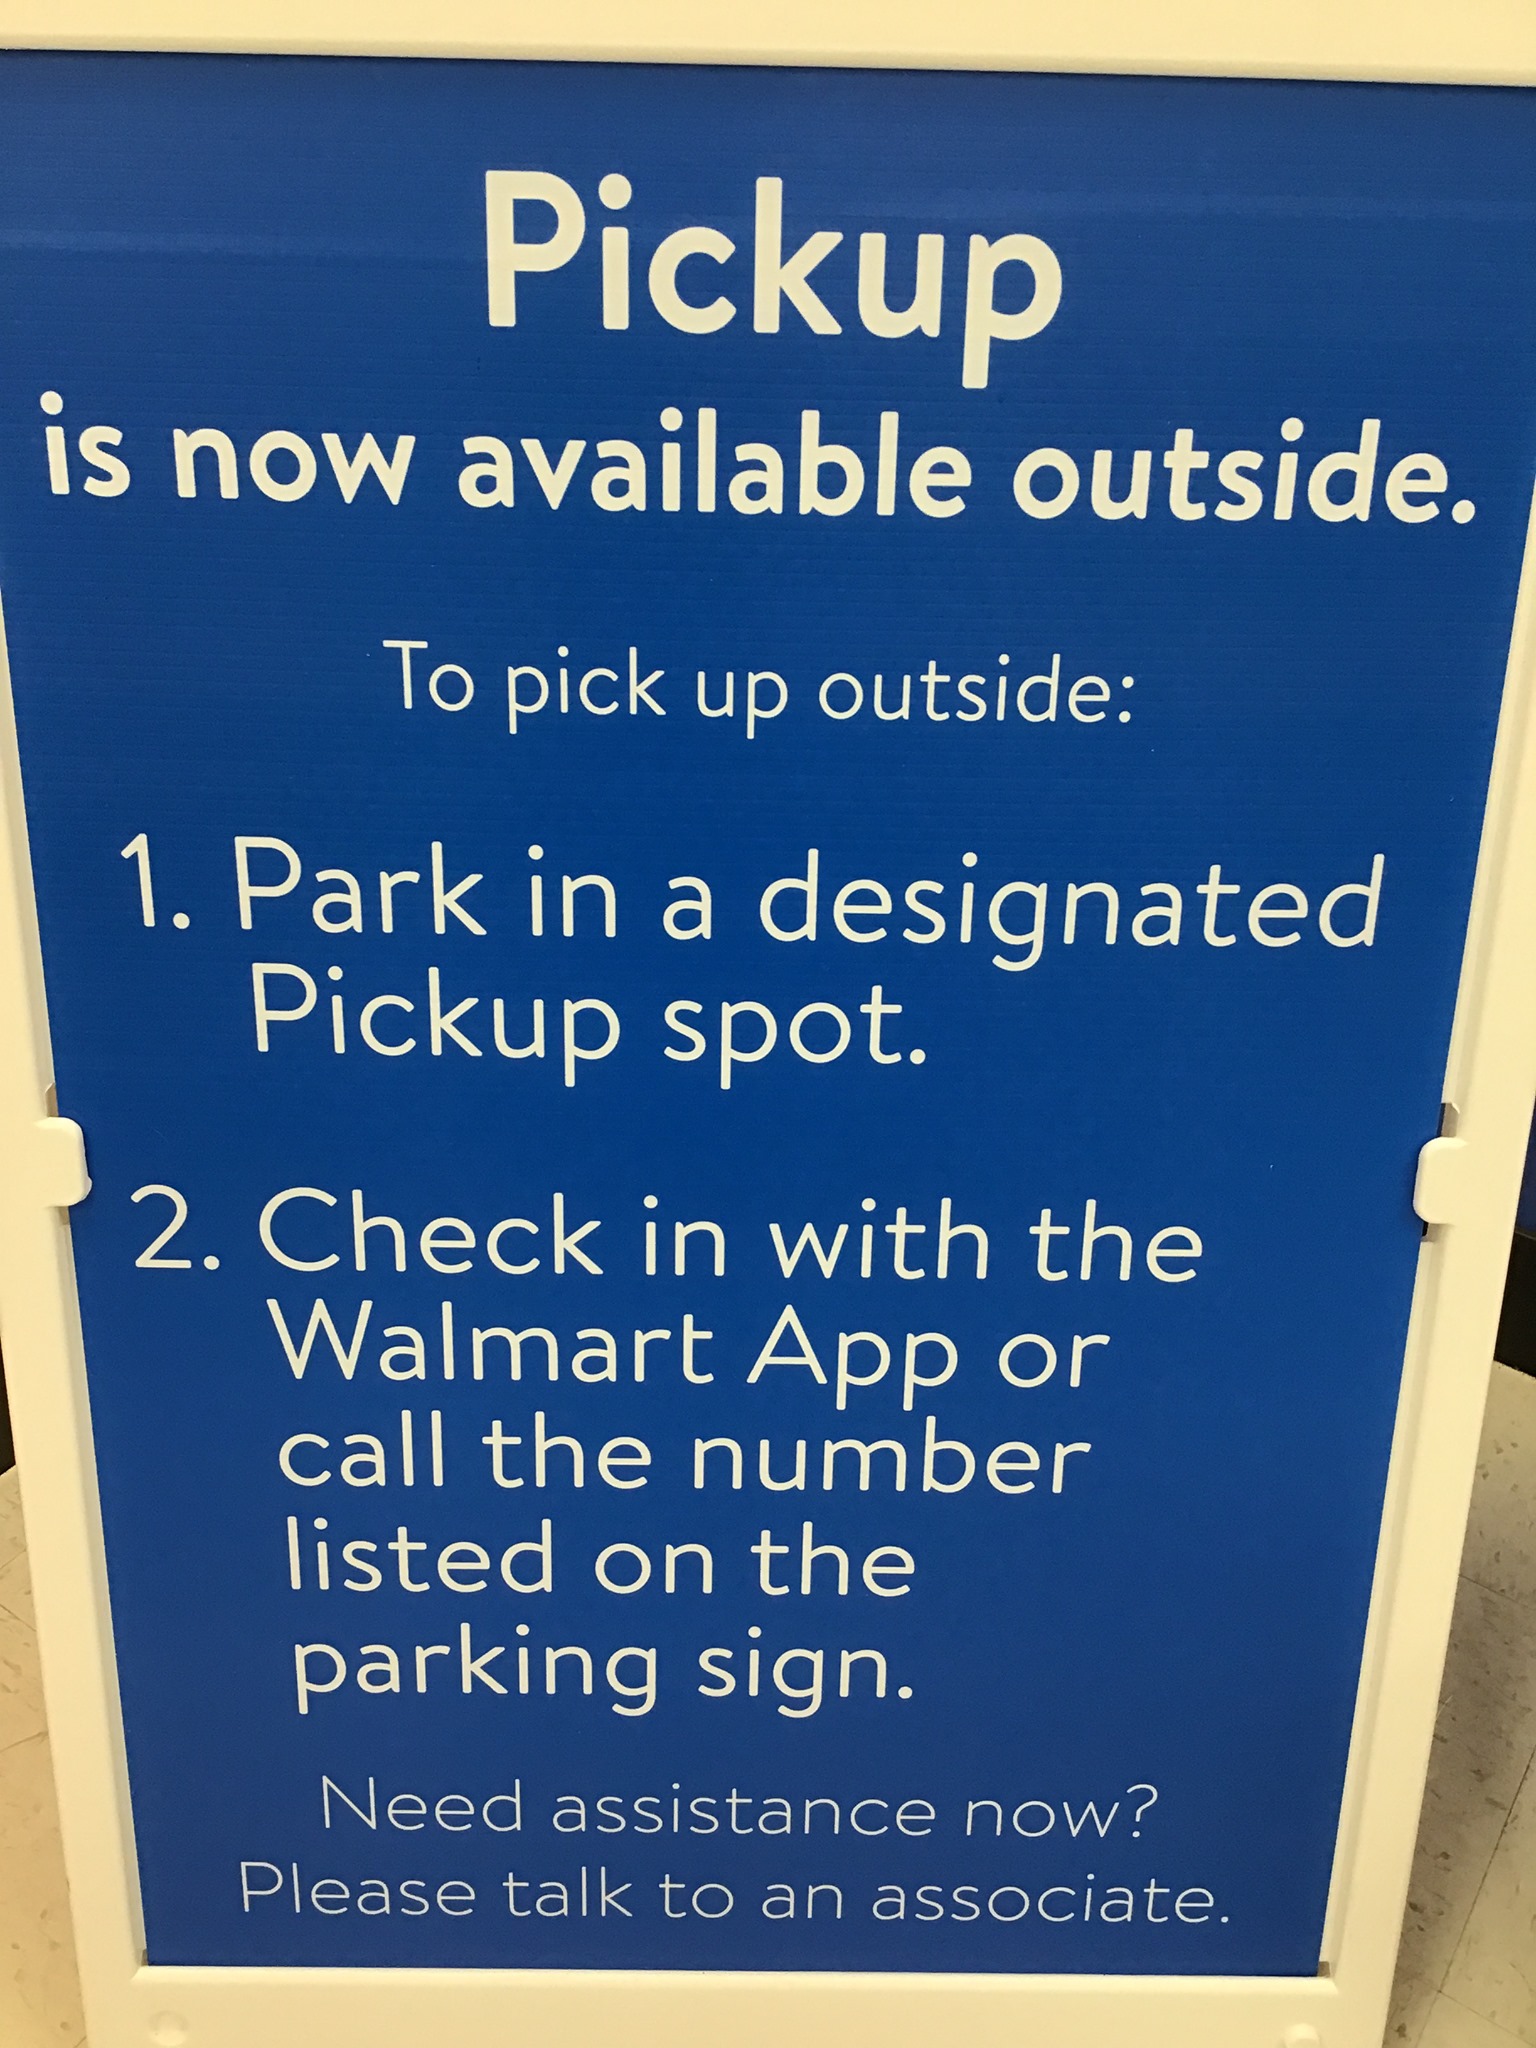 Pickup
is now available outside.
To pick up outside:
1. Park in a designated
Pickup spot.
2. Check in with the
Walmart App or
call the number
listed on the
parking sign.
Need assistance now?
Please talk to an associate.